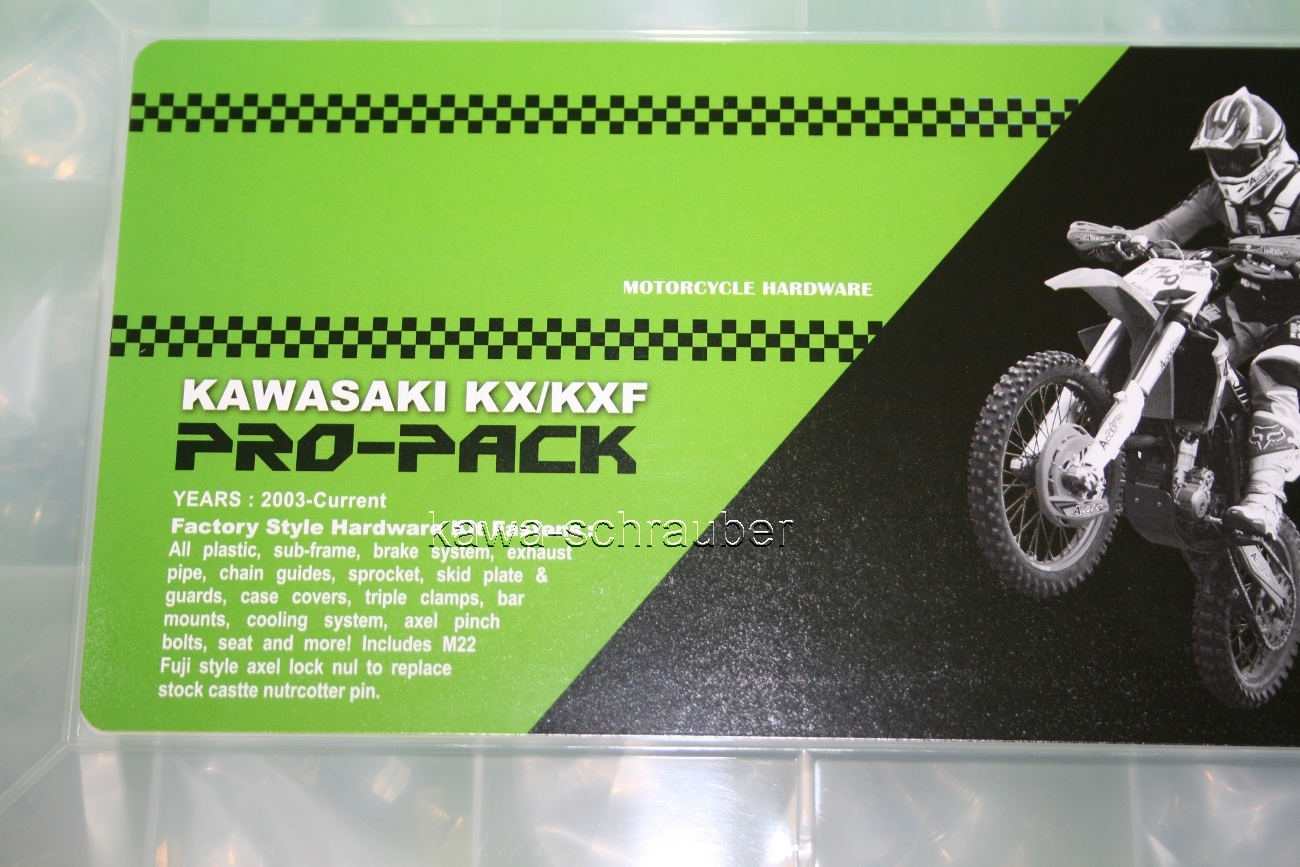 MOTORCYCLE HARDWARE
KAWASAKI KX/KXF
PRO-PACK
YEARS : 2003-Current
Factory Style Hardware Kit Fastens:
kawa-schrauber
All plastic, sub-frame, brake system, exhaust
pipe, chain guides, sprocket, skid plate &
guards, case covers, triple clamps, bar
mounts, cooling system, axel pinch
bolts, seat and more! Includes M22
Fuji style axel lock nul to replace
stock castte nutrcotter pin.